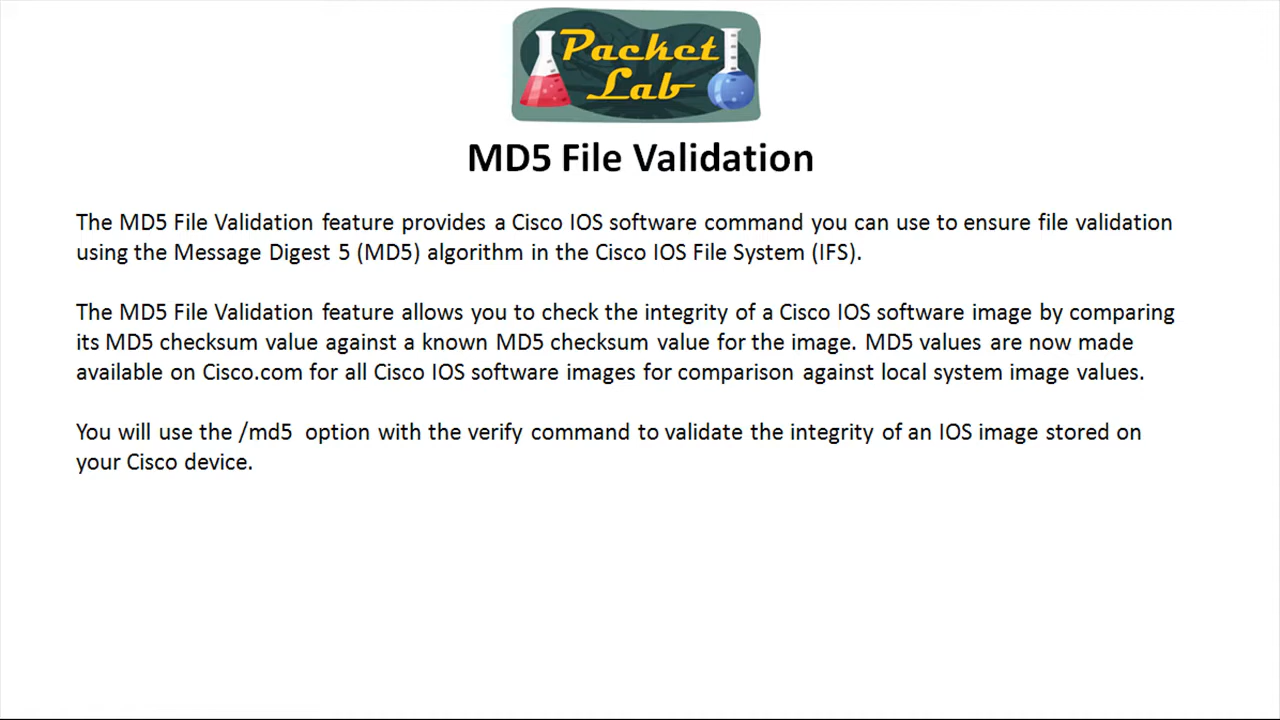 Packet
Lab
MD5 File Validation
The MD5 File Validation feature provides a Cisco IOS software command you can use to ensure file validation
using the Message Digest 5 (MD5) algorithm in the Cisco IOS File System (IFS).
The MD5 File Validation feature allows you to check the integrity of a Cisco IOS software image by comparing
its MD5 checksum value against a known MD5 checksum value for the image. MD5 values are now made
available on Cisco.com for all Cisco IOS software images for comparison against local system image values.
You will use the /md5 option with the verify command to validate the integrity of an IOS image stored on
your Cisco device.